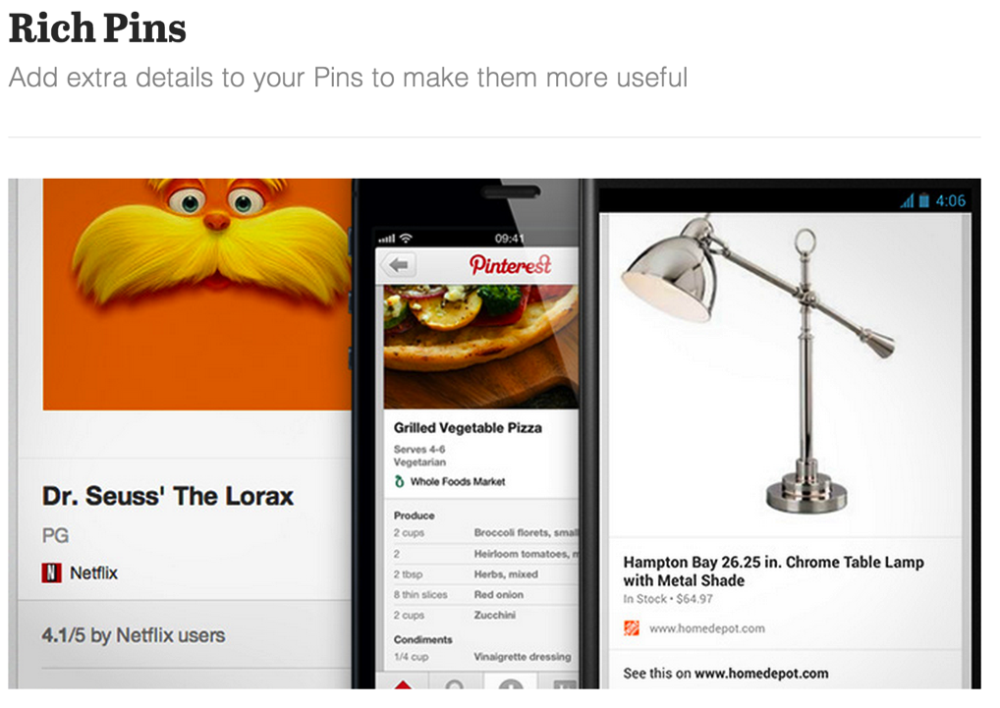 Rich Pins
Add extra details to your Pins to make them more useful
Dr. Seuss' The Lorax
PG
N Netflix
4.1/5 by Netflix users
09:41
Pinterest
Grilled Vegetable Pizza
Serves 4-6
Vegetarian
Whole Foods Market
Produce
2 cups Broccoli florets, small
2 Heirloom tomatoes,
2 tbsp Herbs, mixed
8 thin slices Red onion
2 cups Zucchini
Condiments
1/4 cup Vinaigrette dressing
4:06
Hampton Bay 26.25 in. Chrome Table Lamp
with Metal Shade
In Stock • $64.97
www.homedepot.com
See this on www.homedepot.com